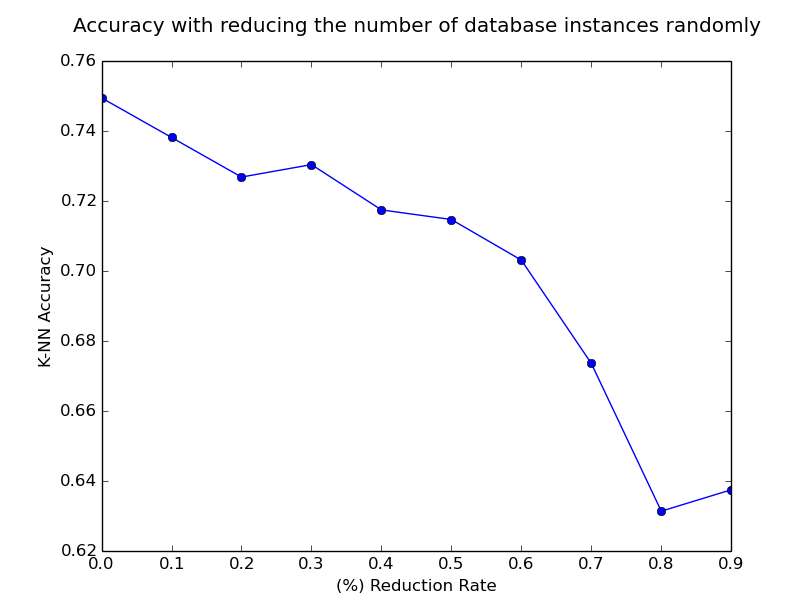 Accuracy with reducing the number of database instances randomly
0.76
0.74
0.72
0.70
0.68
0.66
0.64
0.62
K-NN Accuracy
0.0 0.1 0.2 0.3 0.4 0.5 0.6 0.7 0.8 0.9
(%) Reduction Rate